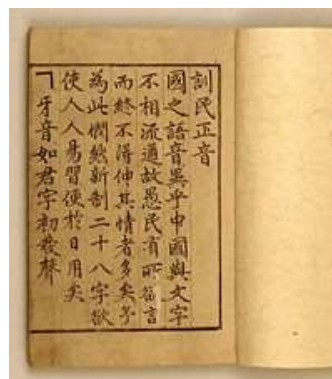 訓民正音
國之語音異乎中國與文字
不相流通故愚民有所欲言
而終不得伸其情者多矣予
為此憫然新制二十八字欲
使人人易習便於日用矣
ㄱ牙音如君字初發聲